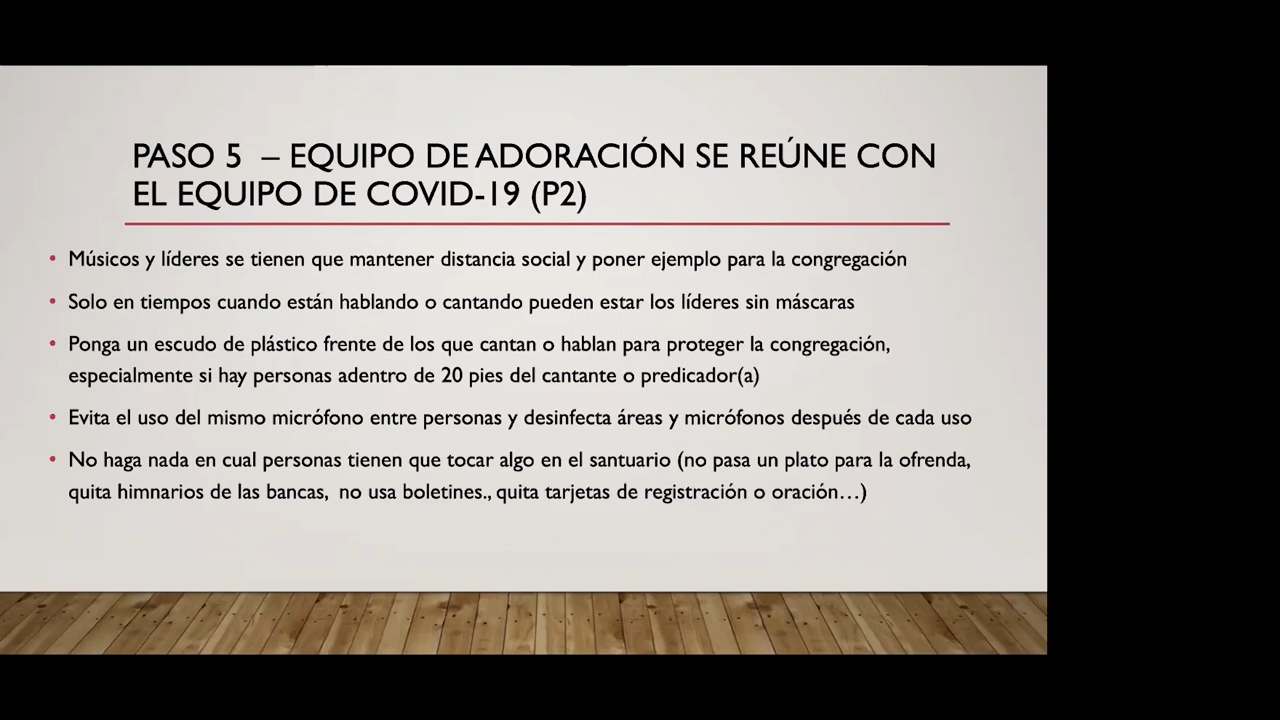 PASO 5 – EQUIPO DE ADORACIÓN SE REÚNE CON
EL EQUIPO DE COVID-19 (P2)
• Músicos y líderes se tienen que mantener distancia social y poner ejemplo para la congregación
• Solo en tiempos cuando están hablando o cantando pueden estar los líderes sin máscaras
• Ponga un escudo de plástico frente de los que cantan o hablan para proteger la congregación,
especialmente si hay personas adentro de 20 pies del cantante o predicador(a)
• Evita el uso del mismo micrófono entre personas y desinfecta áreas y micrófonos después de cada uso
• No haga nada en cual personas tienen que tocar algo en el santuario (no pasa un plato para la ofrenda,
quita himnarios de las bancas, no usa boletines., quita tarjetas de registración o oración…)